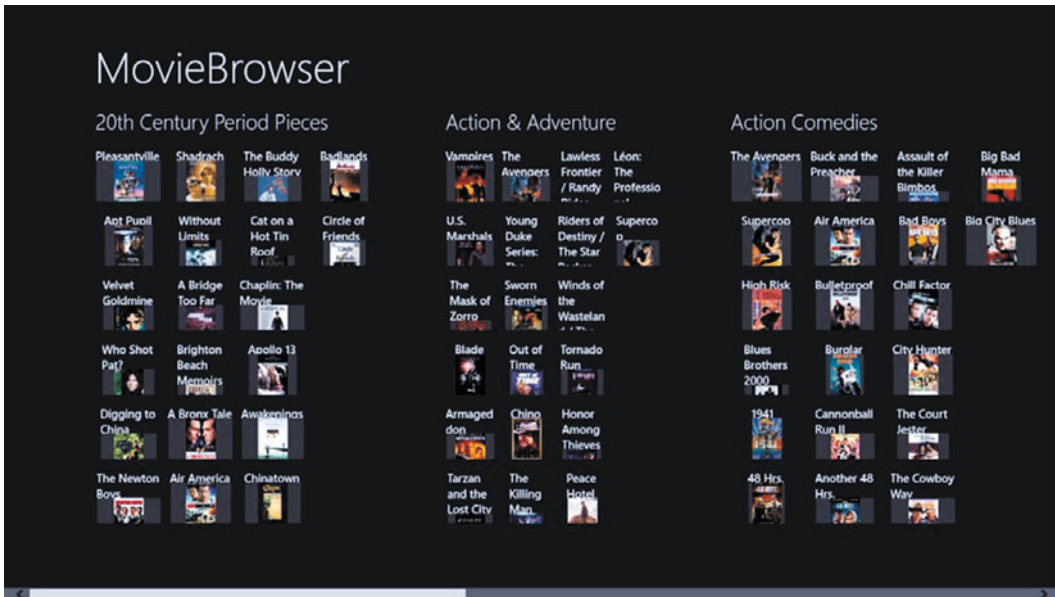 MovieBrowser
20th Century Period Pieces
Pleasantville
Shadrach
The Buddy
Holly Story
Badlands
Apt Pupil
Without
Limits
Cat on a
Hot Tin
Roof
Circle of
Friends
Velvet
Goldmine
A Bridge
Too Far
Chaplin: The
Movie
Who Shot
Pat?
Brighton
Beach
Memoirs
Apollo 13
Digging to
China
A Bronx Tale
Awakenings
The Newton
Boys
Air America
Chinatown
Action & Adventure
Vampires
The
Avengers
Lawless
Frontier
/ Randy
Léon:
The
Professio
U.S.
Marshals
Young
Duke
Series:
Riders of
Destiny /
The Star
Superco
p
The
Mask of
Zorro
Sworn
Enemies
Winds of
the
Wastelan
Blade
Out of
Time
Tornado
Run
Armaged
don
Chino
Honor
Among
Thieves
Tarzan
and the
Lost City
The
Killing
Man
Peace
Hotel
Action Comedies
The Avengers
Buck and the
Preacher
Assault of
the Killer
Bimbos
Big Bad
Mama
Supercop
Air America
Bad Boys
Big City Blues
High Risk
Bulletproof
Chill Factor
Blues
Brothers
2000
Burglar
City Hunter
1941
Cannonball
Run II
The Court
Jester
48 Hrs.
Another 48
Hrs.
The Cowboy
Way